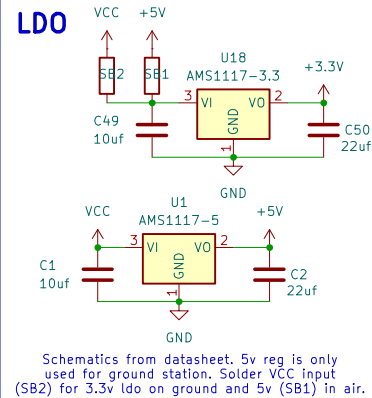 LDO
VCC +5V
SB2 SB1
U18
AMS1117-3.3
+3.3V
3 VI VO 2
GND
1
C49
10uf
C50
22uf
GND
U1
AMS1117-5
VCC
+5V
3 VI VO 2
GND
1
C1
10uf
C2
22uf
GND
Schematics from datasheet. 5v reg is only
used for ground station. Solder VCC input
(SB2) for 3.3v ldo on ground and 5v (SB1) in air.